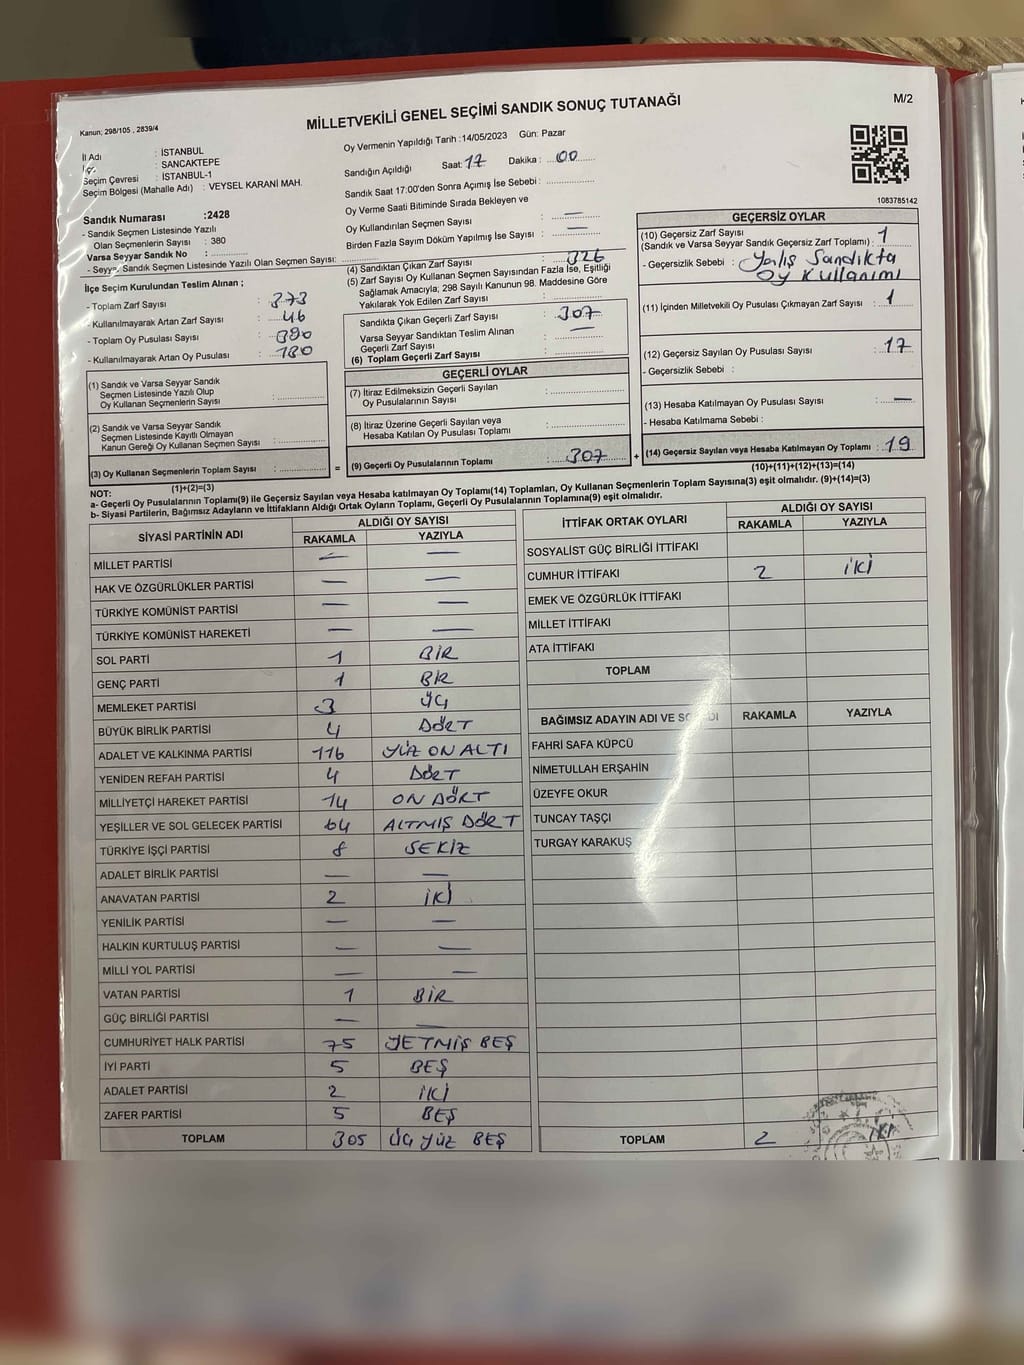 MİLLETVEKİLİ GENEL SEÇİMİ SANDIK SONUÇ TUTANAĞI
M/2
Kanun; 298/105 , 2839/4
İl Adı : İSTANBUL
: SANCAKTEPE
Seçim Çevresi : İSTANBUL-1
Seçim Bölgesi (Mahalle Adı) : VEYSEL KARANİ MAH.
Sandık Numarası :2428
- Sandık Seçmen Listesinde Yazılı
Olan Seçmenlerin Sayısı : 380
Varsa Seyyar Sandık No :
- Seyyar Sandık Seçmen Listesinde Yazılı Olan Seçmen Sayısı:
İlçe Seçim Kurulundan Teslim Alınan ;
- Toplam Zarf Sayısı : 373
- Kullanılmayarak Artan Zarf Sayısı : 46
- Toplam Oy Pusulası Sayısı :
- Kullanılmayarak Artan Oy Pusulası :
(1) Sandık ve Varsa Seyyar Sandık
Seçmen Listesinde Yazılı Olup
Oy Kullanan Seçmenlerin Sayısı :
(2) Sandık ve Varsa Seyyar Sandık
Seçmen Listesinde Kayıtlı Olmayan
Kanun Gereği Oy Kullanan Seçmen Sayısı :
(3) Oy Kullanan Seçmenlerin Toplam Sayısı :
(1)+(2)=(3)
Oy Vermenin Yapıldığı Tarih :14/05/2023 Gün: Pazar
Sandığın Açıldığı Saat: 17 Dakika : 00
Sandık Saat 17:00'den Sonra Açımış İse Sebebi :
Oy Verme Saati Bitiminde Sırada Bekleyen ve
Oy Kullandırılan Seçmen Sayısı : —
Birden Fazla Sayım Döküm Yapılmış İse Sayısı : —
(4) Sandıktan Çıkan Zarf Sayısı : 326
(5) Zarf Sayısı Oy Kullanan Seçmen Sayısından Fazla İse, Eşitliği
Sağlamak Amacıyla; 298 Sayılı Kanunun 98. Maddesine Göre
Yakılarak Yok Edilen Zarf Sayısı :
Sandıkta Çıkan Geçerli Zarf Sayısı : 307
Varsa Seyyar Sandıktan Teslim Alınan
Geçerli Zarf Sayısı : —
(6) Toplam Geçerli Zarf Sayısı :
GEÇERLİ OYLAR
(7) İtiraz Edilmeksizin Geçerli Sayılan
Oy Pusulalarının Sayısı :
(8) İtiraz Üzerine Geçerli Sayılan veya
Hesaba Katılan Oy Pusulası Toplamı :
= (9) Geçerli Oy Pusulalarının Toplamı : 307 +
1083785142
GEÇERSİZ OYLAR
(10) Geçersiz Zarf Sayısı
(Sandık ve Varsa Seyyar Sandık Geçersiz Zarf Toplamı) : 1
- Geçersizlik Sebebi : Yalış Sandıkta
Oy Kullanımı
(11) İçinden Milletvekili Oy Pusulası Çıkmayan Zarf Sayısı : 1
(12) Geçersiz Sayılan Oy Pusulası Sayısı : 17
- Geçersizlik Sebebi :
(13) Hesaba Katılmayan Oy Pusulası Sayısı : —
- Hesaba Katılmama Sebebi :
(14) Geçersiz Sayılan veya Hesaba Katılmayan Oy Toplamı : 19
(10)+(11)+(12)+(13)=(14)
NOT:
a- Geçerli Oy Pusulalarının Toplamı(9) ile Geçersiz Sayılan veya Hesaba katılmayan Oy Toplamı(14) Toplamları, Oy Kullanan Seçmenlerin Toplam Sayısına(3) eşit olmalıdır. (9)+(14)=(3)
b- Siyasi Partilerin, Bağımsız Adayların ve İttifakların Aldığı Ortak Oyların Toplamı, Geçerli Oy Pusulalarının Toplamına(9) eşit olmalıdır.
SİYASİ PARTİNİN ADI ALDIĞI OY SAYISI
RAKAMLA YAZIYLA
MİLLET PARTİSİ — —
HAK VE ÖZGÜRLÜKLER PARTİSİ — —
TÜRKİYE KOMÜNİST PARTİSİ — —
TÜRKİYE KOMÜNİST HAREKETİ — —
SOL PARTİ 1 BİR
GENÇ PARTİ 1 BİR
MEMLEKET PARTİSİ 3 ÜÇ
BÜYÜK BİRLİK PARTİSİ 4 DÖRT
ADALET VE KALKINMA PARTİSİ 116 YÜZ ON ALTI
YENİDEN REFAH PARTİSİ 4 DÖRT
MİLLİYETÇİ HAREKET PARTİSİ 14 ON DÖRT
YEŞİLLER VE SOL GELECEK PARTİSİ 64 ALTMIŞ DÖRT
TÜRKİYE İŞÇİ PARTİSİ 8 SEKİZ
ADALET BİRLİK PARTİSİ — —
ANAVATAN PARTİSİ 2 İKİ
YENİLİK PARTİSİ — —
HALKIN KURTULUŞ PARTİSİ — —
MİLLİ YOL PARTİSİ — —
VATAN PARTİSİ 1 BİR
GÜÇ BİRLİĞİ PARTİSİ — —
CUMHURİYET HALK PARTİSİ 75 YETMİŞ BEŞ
İYİ PARTİ 5 BEŞ
ADALET PARTİSİ 2 İKİ
ZAFER PARTİSİ 5 BEŞ
TOPLAM 305 ÜÇ YÜZ BEŞ
İTTİFAK ORTAK OYLARI ALDIĞI OY SAYISI
RAKAMLA YAZIYLA
SOSYALİST GÜÇ BİRLİĞİ İTTİFAKI
CUMHUR İTTİFAKI 2 İKİ
EMEK VE ÖZGÜRLÜK İTTİFAKI
MİLLET İTTİFAKI
ATA İTTİFAKI
TOPLAM
BAĞIMSIZ ADAYIN ADI VE RAKAMLA YAZIYLA
FAHRİ SAFA KÜPCÜ
NİMETULLAH ERŞAHİN
ÜZEYFE OKUR
TUNCAY TAŞÇI
TURGAY KARAKUŞ
TOPLAM 2 İKİ